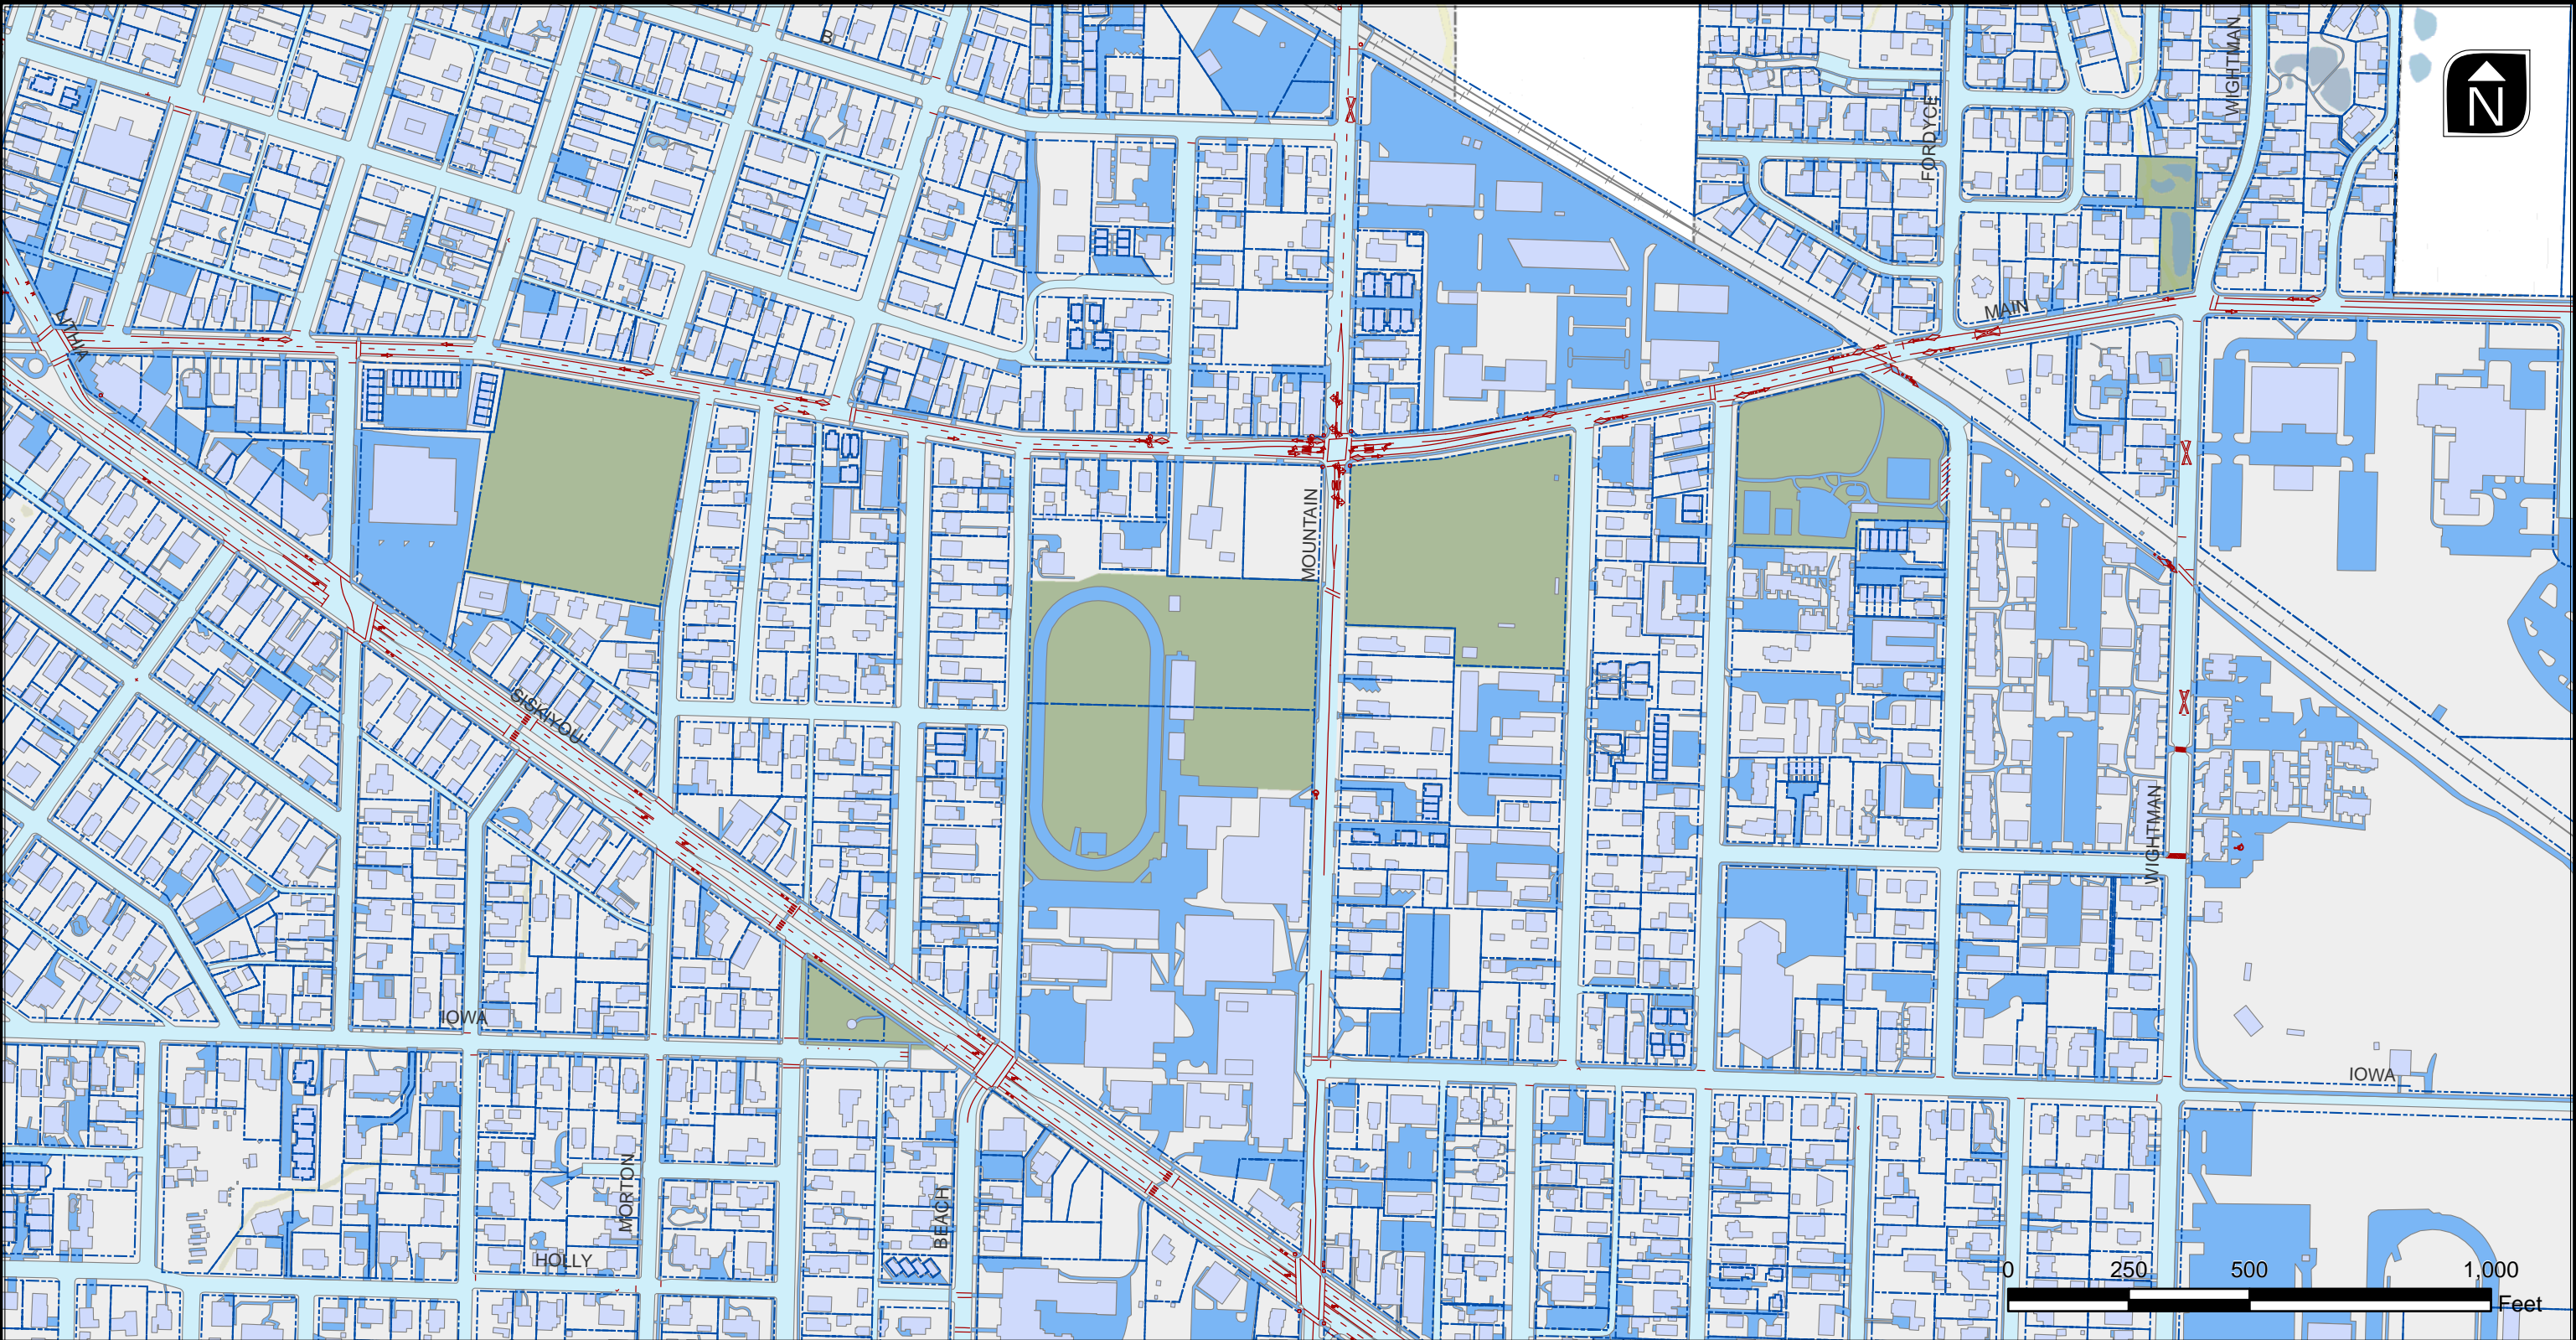 B
WIGHTMAN
N
FORDYCE
MAIN
LITHIA
MOUNTAIN
SISKIYOU
WIGHTMAN
IOWA
IOWA
MORTON
BEACH
HOLLY
0 250 500 1,000
Feet